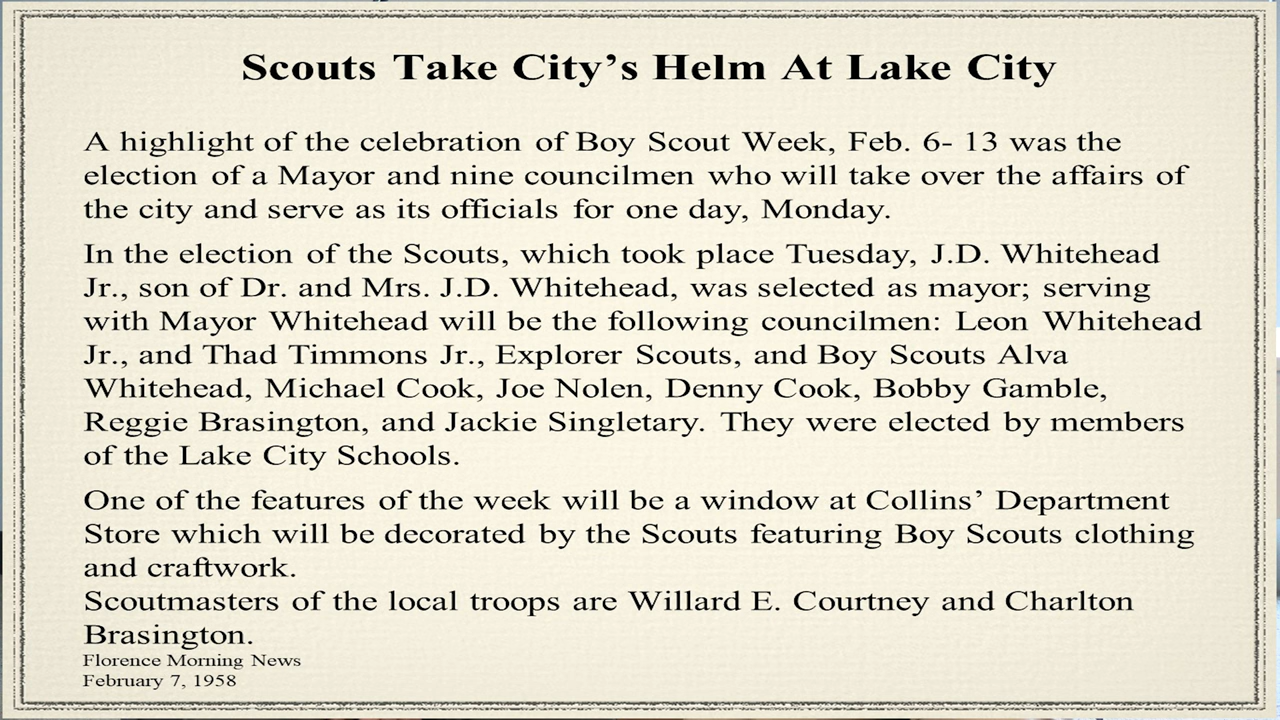 Scouts Take City’s Helm At Lake City
A highlight of the celebration of Boy Scout Week, Feb. 6- 13 was the
election of a Mayor and nine councilmen who will take over the affairs of
the city and serve as its officials for one day, Monday.
In the election of the Scouts, which took place Tuesday, J.D. Whitehead
Jr., son of Dr. and Mrs. J.D. Whitehead, was selected as mayor; serving
with Mayor Whitehead will be the following councilmen: Leon Whitehead
Jr., and Thad Timmons Jr., Explorer Scouts, and Boy Scouts Alva
Whitehead, Michael Cook, Joe Nolen, Denny Cook, Bobby Gamble,
Reggie Brasington, and Jackie Singletary. They were elected by members
of the Lake City Schools.
One of the features of the week will be a window at Collins’ Department
Store which will be decorated by the Scouts featuring Boy Scouts clothing
and craftwork.
Scoutmasters of the local troops are Willard E. Courtney and Charlton
Brasington.
Florence Morning News
February 7, 1958